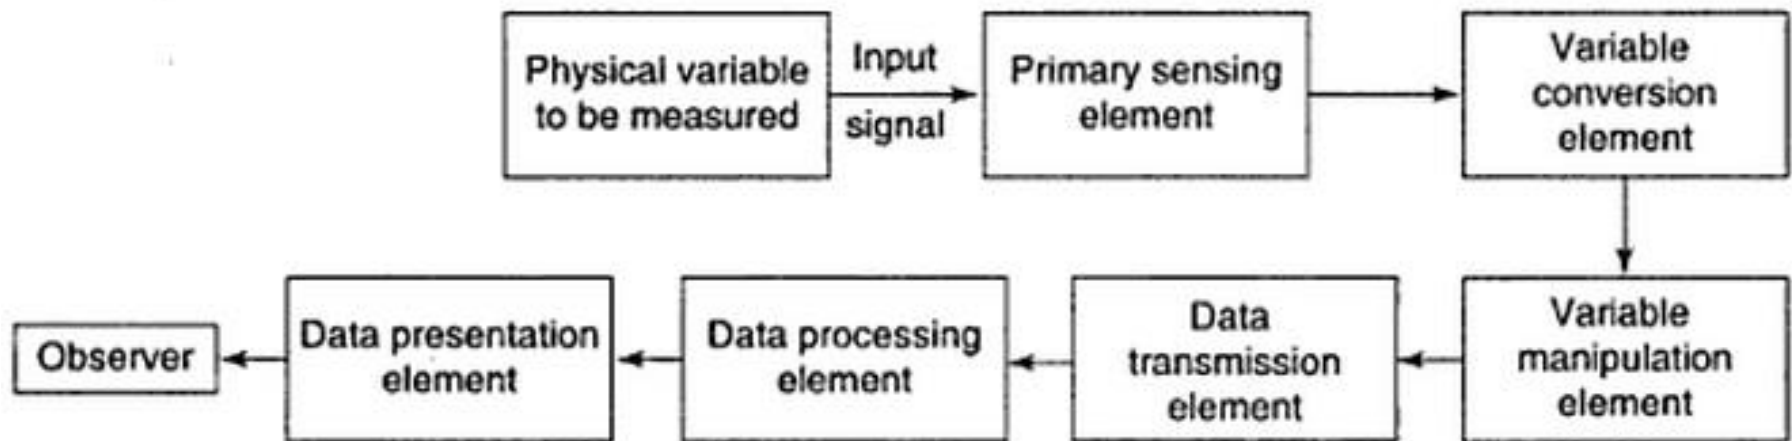 Physical variable
to be measured
Input
signal
Primary sensing
element
Variable
conversion
element
Observer
Data presentation
element
Data processing
element
Data
transmission
element
Variable
manipulation
element